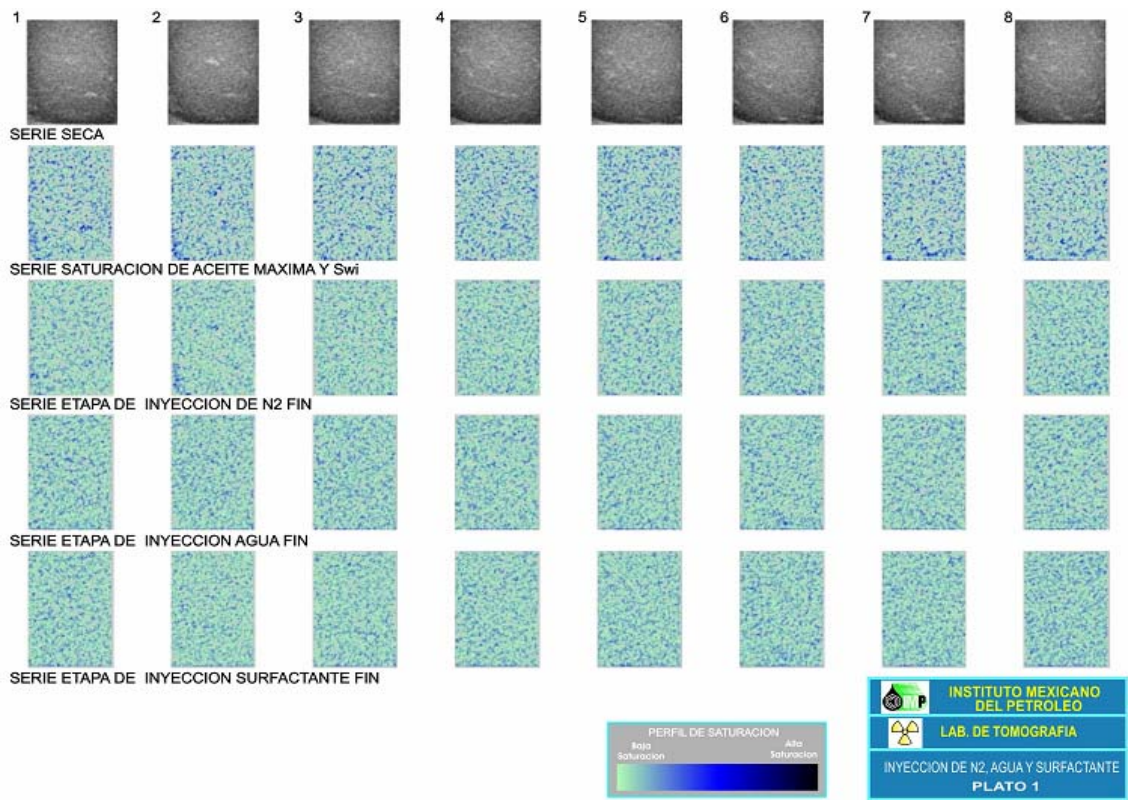 1 2 3 4 5 6 7 8
SERIE SECA
SERIE SATURACION DE ACEITE MAXIMA Y Swi
SERIE ETAPA DE INYECCION DE N2 FIN
SERIE ETAPA DE INYECCION AGUA FIN
SERIE ETAPA DE INYECCION SURFACTANTE FIN
PERFIL DE SATURACION
Baja Saturacion
Alta Saturacion
IMP
INSTITUTO MEXICANO
DEL PETROLEO
LAB. DE TOMOGRAFIA
INYECCION DE N2, AGUA Y SURFACTANTE
PLATO 1